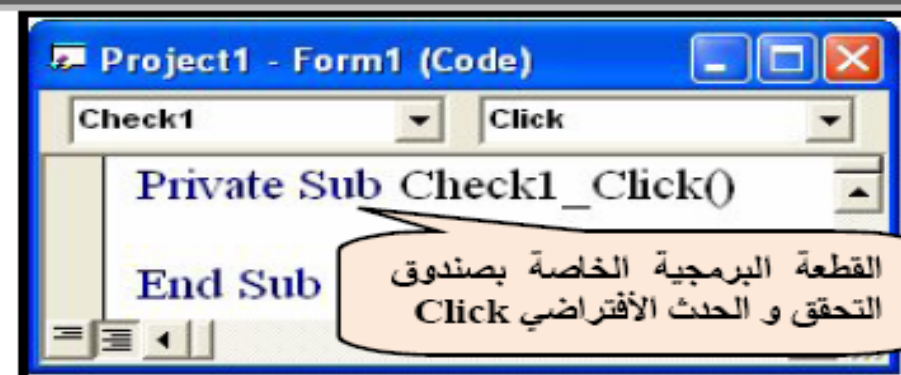 Project1 - Form1 (Code)
Check1 Click
Private Sub Check1_Click()
End Sub
القطعة البرمجية الخاصة بصندوق
التحقق و الحدث الأفتراضي Click